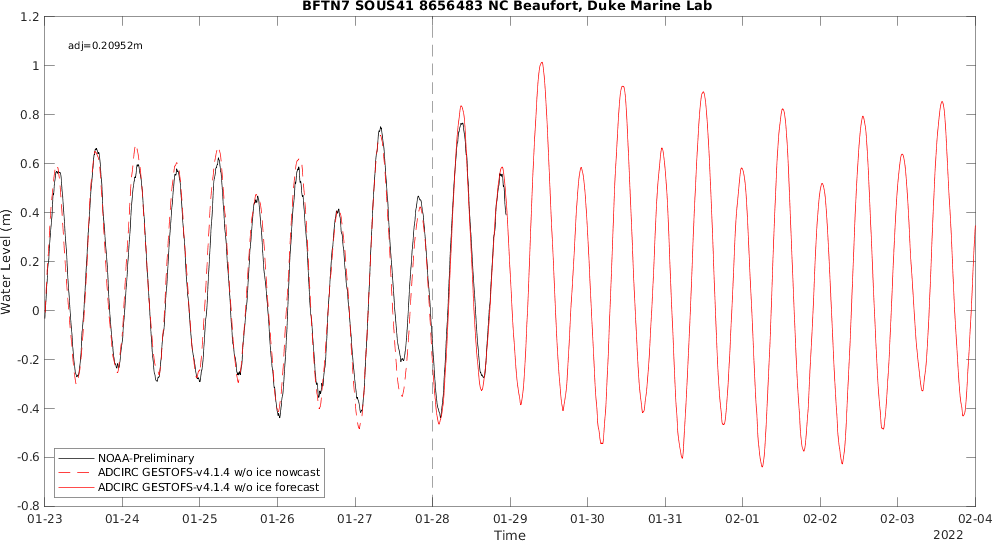 BFTN7 SOUS41 8656483 NC Beaufort, Duke Marine Lab
adj=0.20952m
1.2
1
0.8
0.6
0.4
0.2
0
-0.2
-0.4
-0.6
-0.8
Water Level (m)
NOAA-Preliminary
ADCIRC GESTOFS-v4.1.4 w/o ice nowcast
ADCIRC GESTOFS-v4.1.4 w/o ice forecast
01-23 01-24 01-25 01-26 01-27 01-28 01-29 01-30 01-31 02-01 02-02 02-03 02-04
Time
2022